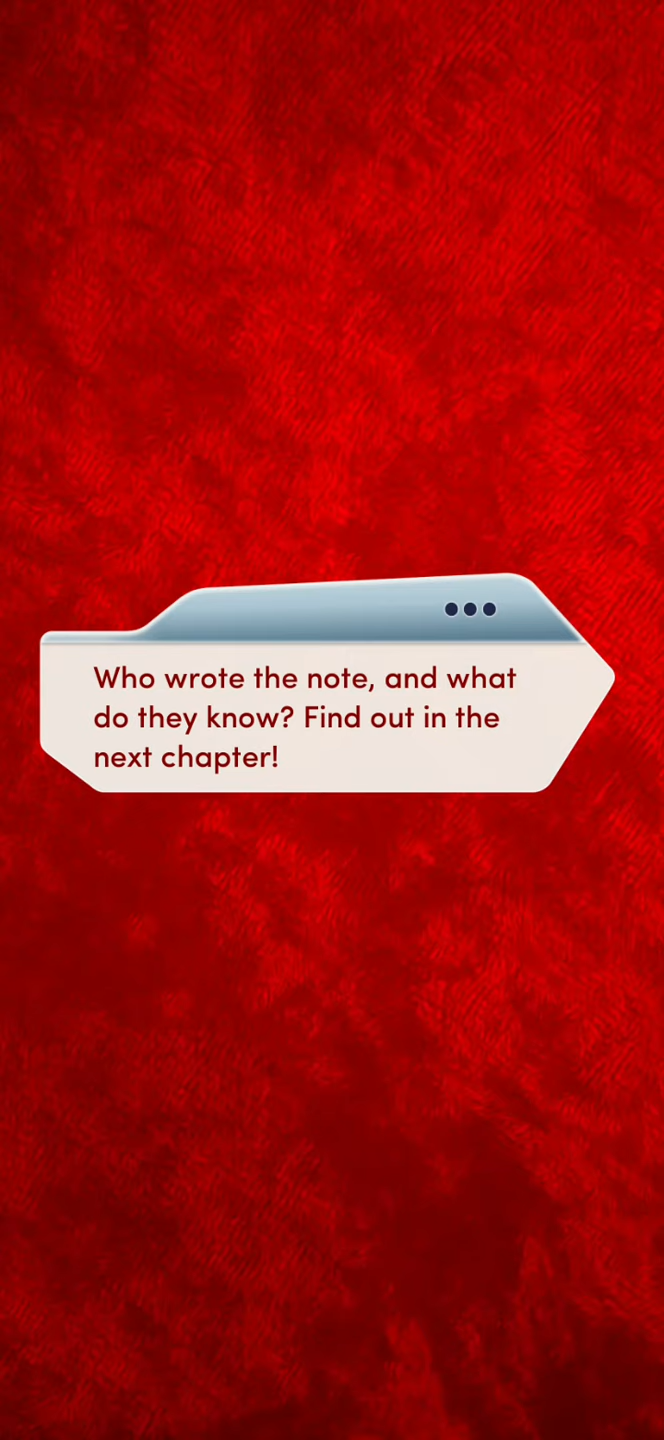 Who wrote the note, and what
do they know? Find out in the
next chapter!